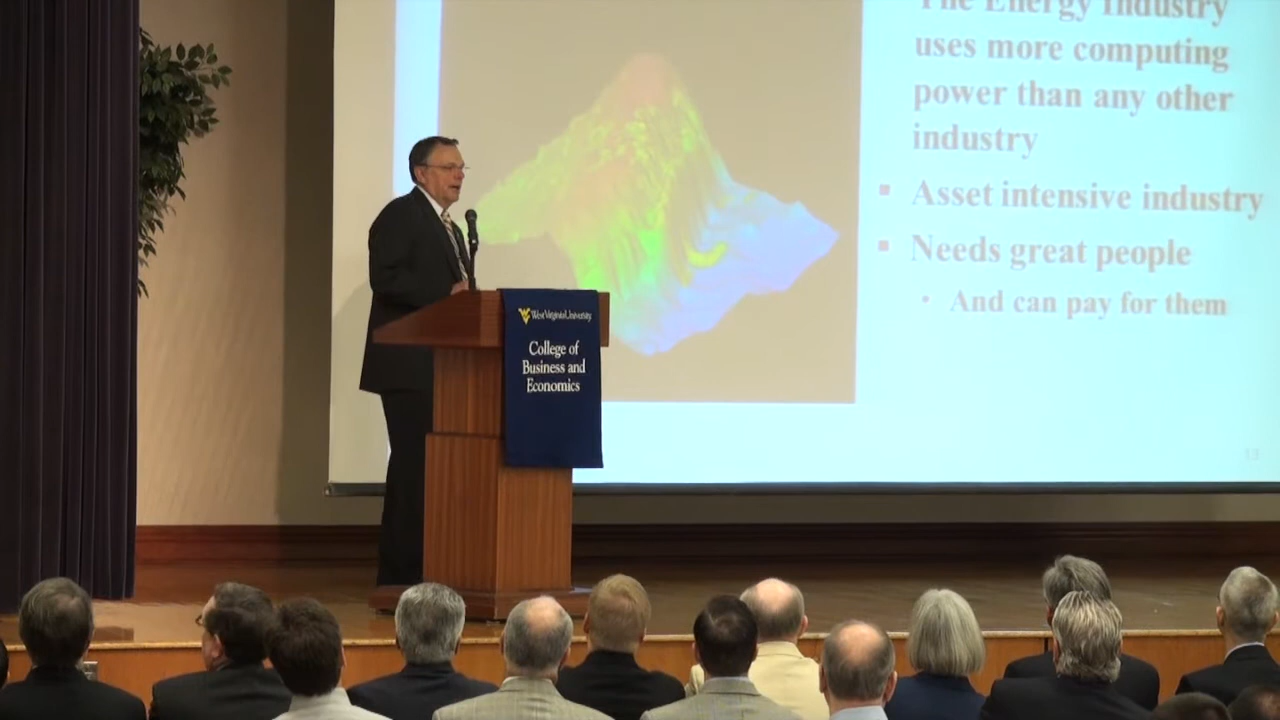 The Energy Industry
uses more computing
power than any other
industry
Asset intensive industry
Needs great people
And can pay for them
13
West Virginia University
College of
Business and
Economics